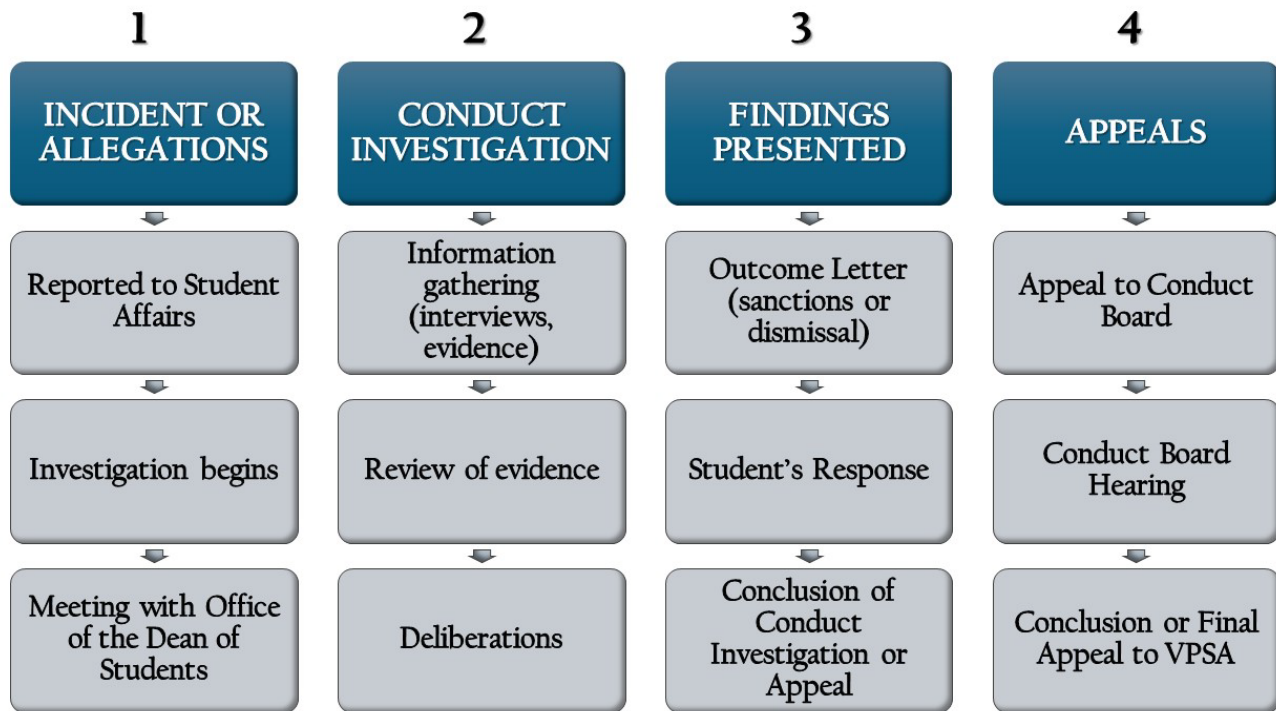 1
INCIDENT OR
ALLEGATIONS
Reported to Student
Affairs
Investigation begins
Meeting with Office
of the Dean of
Students
2
CONDUCT
INVESTIGATION
Information
gathering
(interviews,
evidence)
Review of evidence
Deliberations
3
FINDINGS
PRESENTED
Outcome Letter
(sanctions or
dismissal)
Student's Response
Conclusion of
Conduct
Investigation or
Appeal
4
APPEALS
Appeal to Conduct
Board
Conduct Board
Hearing
Conclusion or Final
Appeal to VPSA